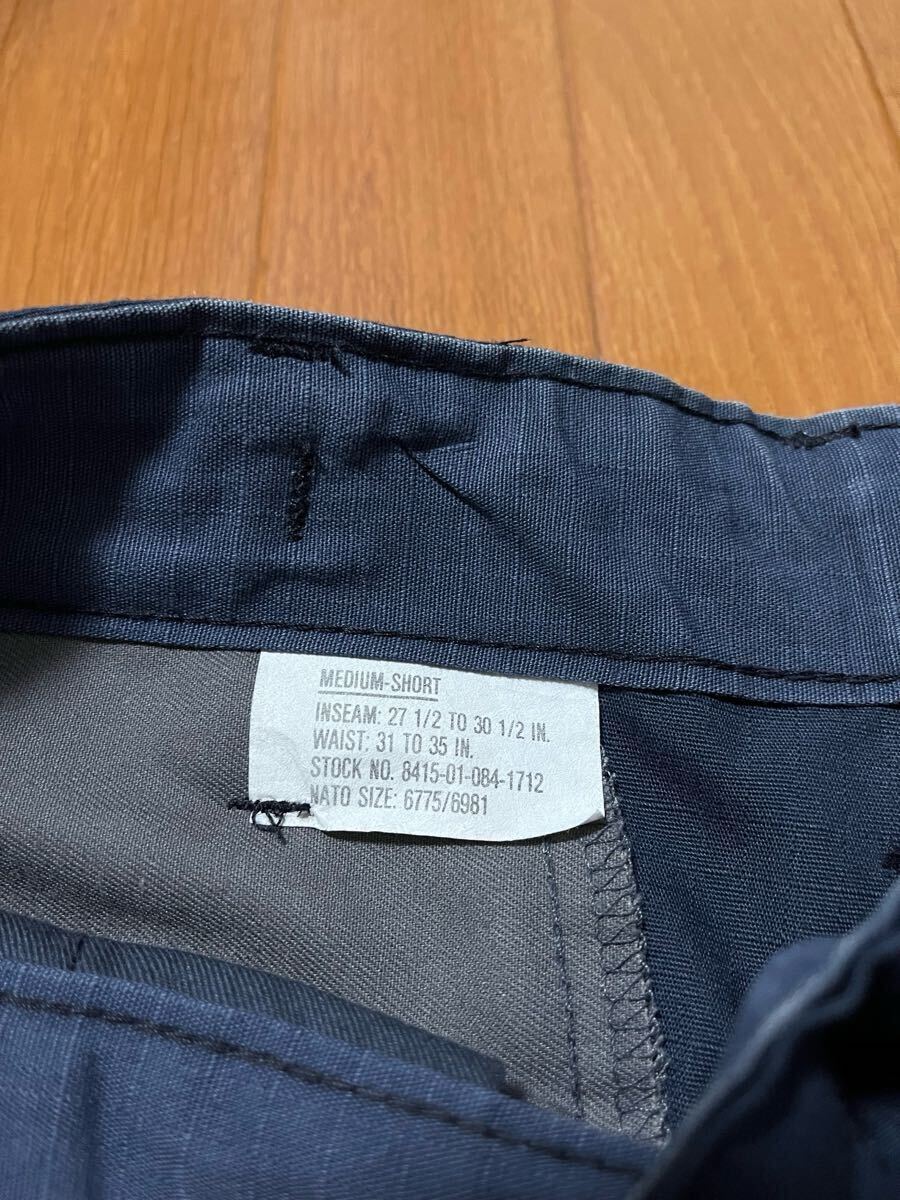 MEDIUM-SHORT
INSEAM: 27 1/2 TO 30 1/2 IN.
WAIST: 31 TO 35 IN.
STOCK NO. 8415-01-084-1712
NATO SIZE: 6775/6981